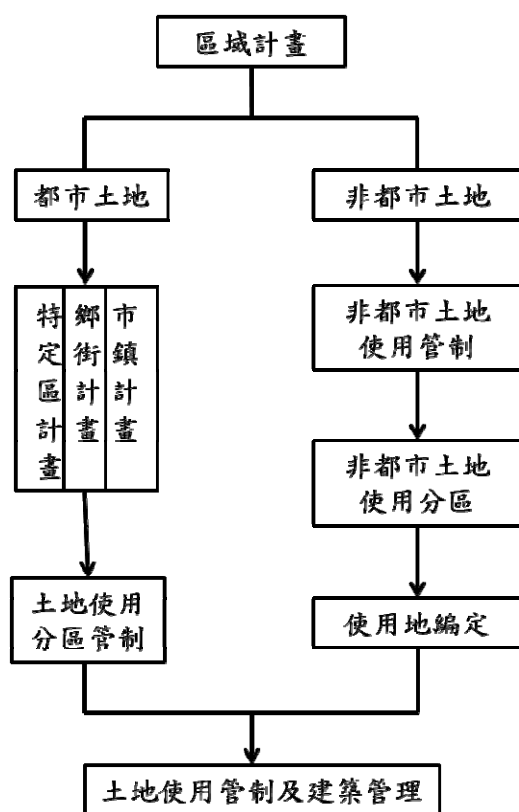 區域計畫
都市土地
非都市土地
市鎮計畫
鄉街計畫
特定區計畫
非都市土地
使用管制
非都市土地
使用分區
土地使用
分區管制
使用地編定
土地使用管制及建築管理